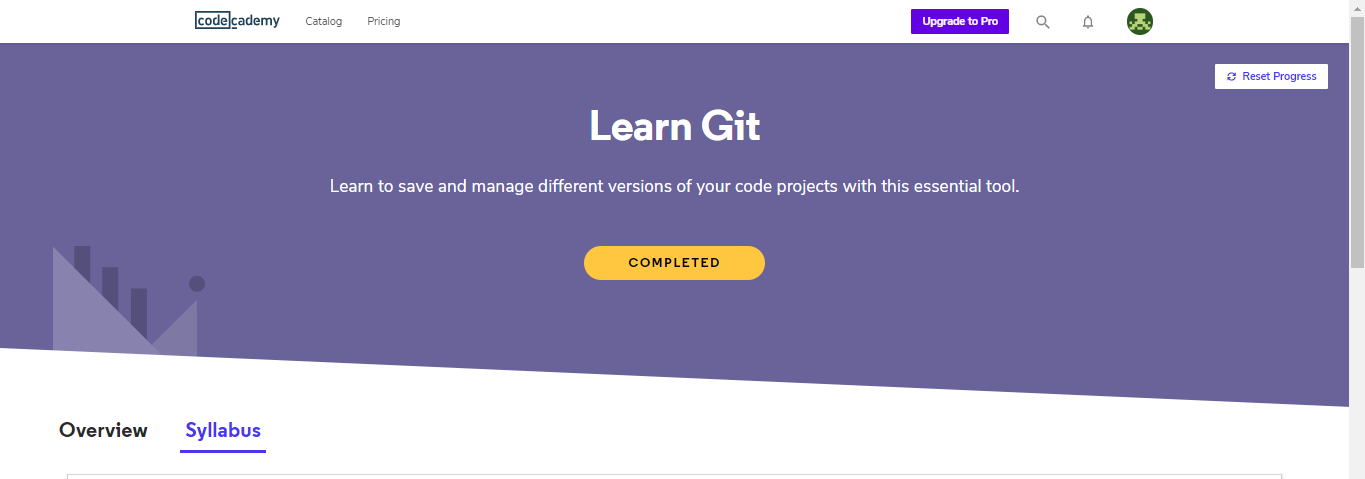 codecademy Catalog Pricing Upgrade to Pro
Reset Progress
Learn Git
Learn to save and manage different versions of your code projects with this essential tool.
COMPLETED
Overview Syllabus